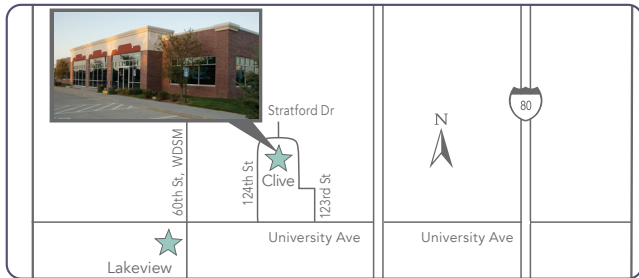 Stratford Dr
80
N
60th St, WDSM
124th St
Clive
123rd St
University Ave
University Ave
Lakeview